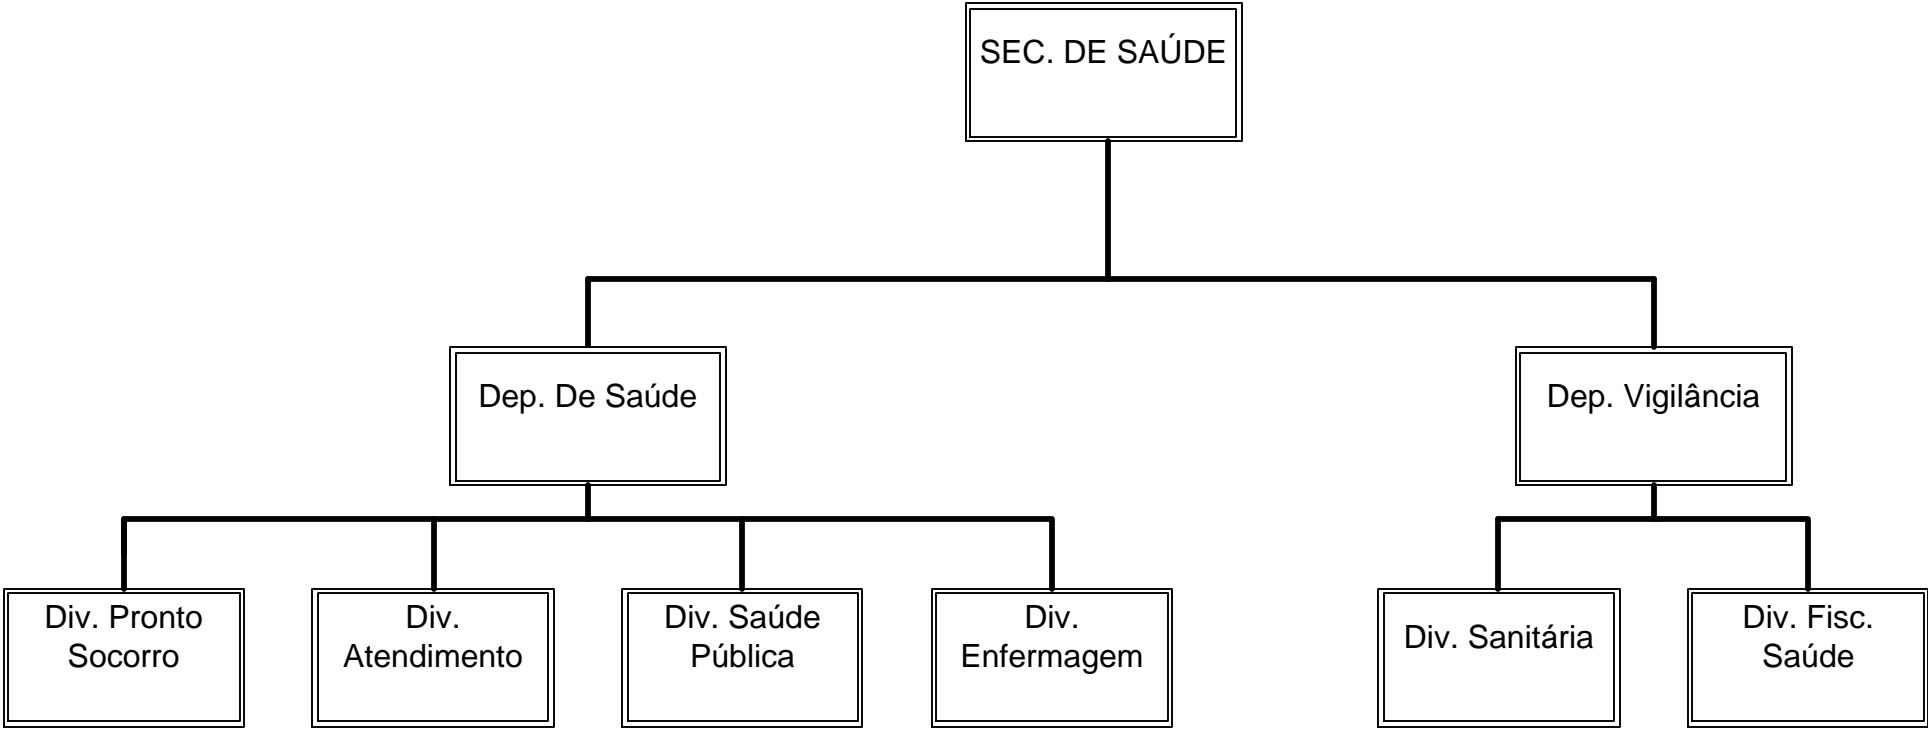 SEC. DE SAÚDE
Dep. De Saúde
Dep. Vigilância
Div. Pronto
Socorro
Div.
Atendimento
Div. Saúde
Pública
Div.
Enfermagem
Div. Sanitária
Div. Fisc.
Saúde